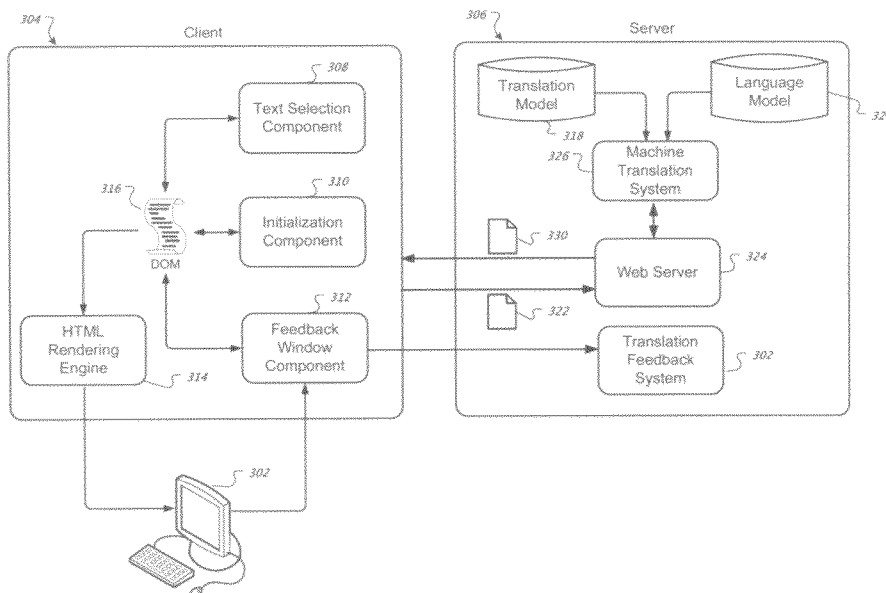 304
Client
308
Text Selection
Component
316
DOM
310
Initialization
Component
312
Feedback
Window
Component
HTML
Rendering
Engine
314
302
306
Server
Translation
Model
318
Language
Model
32
326
Machine
Translation
System
330
Web Server
324
322
Translation
Feedback
System
302